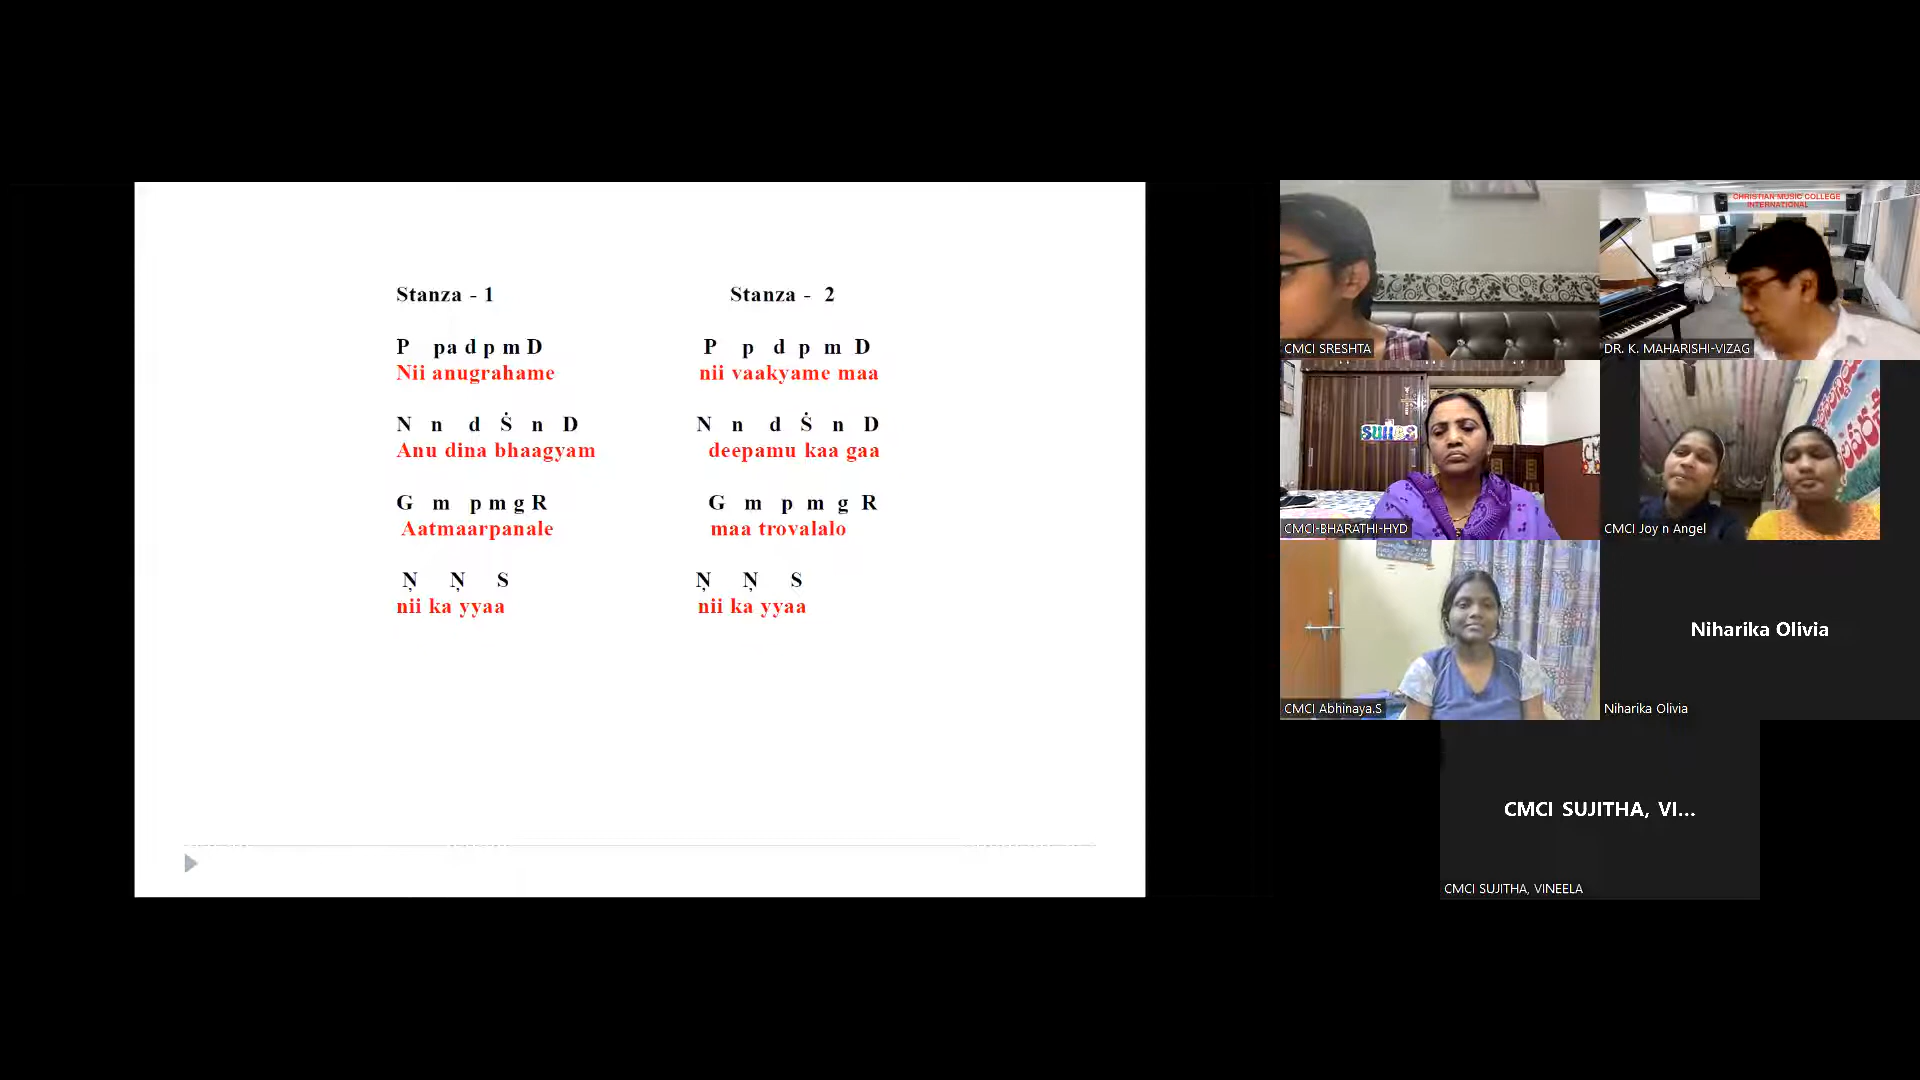 Stanza - 1
P pa d p m D
Nii anugrahame
N n d Ṡ n D
Anu dina bhaagyam
G m p m g R
Aatmaarpanale
Ṇ Ṇ S
nii ka yyaa
Stanza - 2
P p d p m D
nii vaakyame maa
N n d Ṡ n D
deepamu kaa gaa
G m p m g R
maa trovalalo
Ṇ Ṇ S
nii ka yyaa
CMCI SRESHTA
CHRISTIAN MUSIC COLLEGE
INTERNATIONAL
DR. K. MAHARISHI-VIZAG
CMCI-BHARATHI-HYD
CMCI Joy n Angel
CMCI Abhinaya.S
Niharika Olivia
Niharika Olivia
CMCI SUJITHA, VI...
CMCI SUJITHA, VINEELA